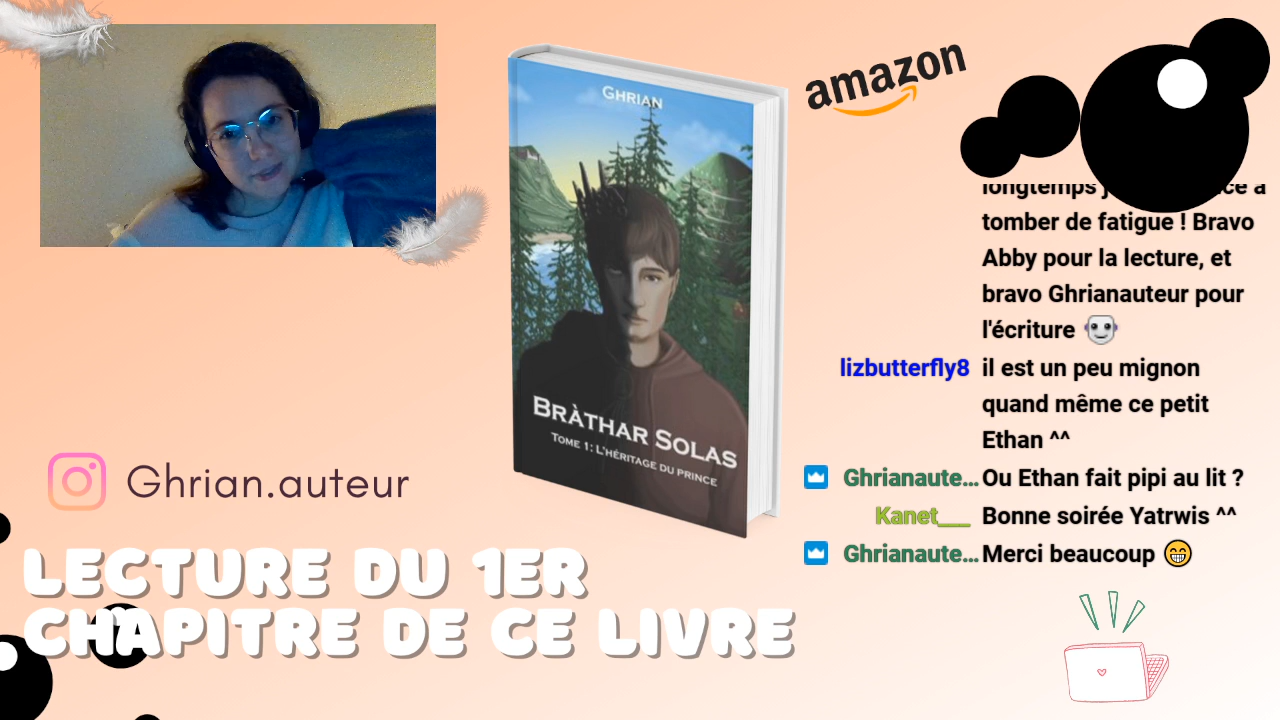 GHRIAN
BRÀTHAR SOLAS
TOME 1: L'HÉRITAGE DU PRINCE
amazon
Ghrian.auteur
LECTURE DU 1ER
CHAPITRE DE CE LIVRE
longtemps
tomber de fatigue ! Bravo
Abby pour la lecture, et
bravo Ghrianauteur pour
l'écriture
lizbutterfly8 il est un peu mignon
quand même ce petit
Ethan ^^
Ghrianaute... Ou Ethan fait pipi au lit ?
Kanet__ Bonne soirée Yatrwis ^^
Ghrianaute... Merci beaucoup 😁